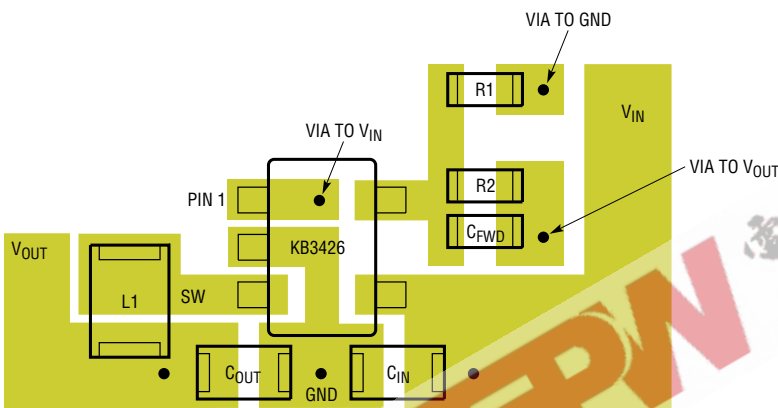 VIA TO GND
R1
VIN
VIA TO VIN
VIA TO VOUT
R2
PIN 1
CFWD
VOUT
KB3426
L1
SW
COUT
CIN
GND